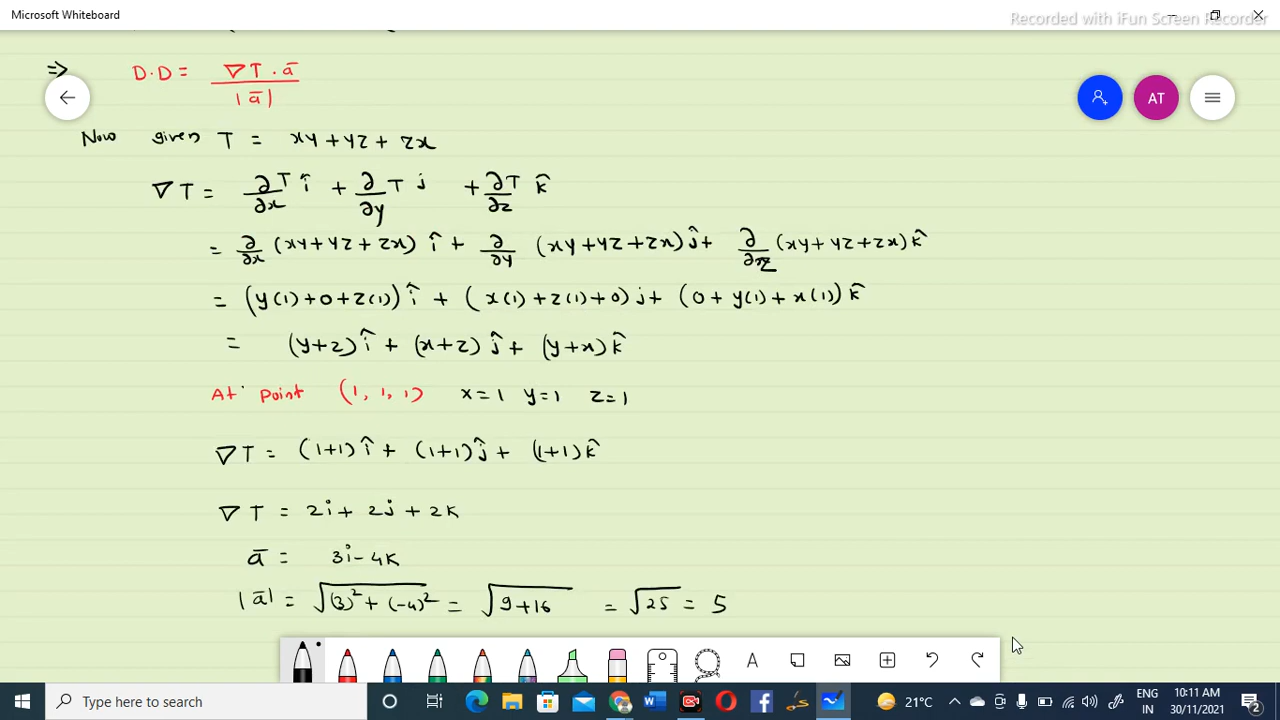 Microsoft Whiteboard
Recorded with iFun Screen Recorder
⇒ D.D = ∇T . ā / |ā|
AT
Now given T = xy + yz + zx
∇T = ∂T/∂x î + ∂/∂y T j + ∂T/∂z k̂
= ∂/∂x (xy + yz + zx) î + ∂/∂y (xy + yz + zx) ĵ + ∂/∂z (xy + yz + zx) k̂
= (y(1) + 0 + z(1)) î + (x(1) + z(1) + 0) j + (0 + y(1) + x(1)) k̂
= (y+z) î + (x+z) ĵ + (y+x) k̂
At Point (1, 1, 1) x=1 y=1 z=1
∇T = (1+1) î + (1+1) ĵ + (1+1) k̂
∇T = 2i + 2j + 2k
ā = 3i - 4k
|ā| = √((3)² + (-4)²) = √(9+16) = √25 = 5
A
Type here to search
21°C
ENG
IN
10:11 AM
30/11/2021
2